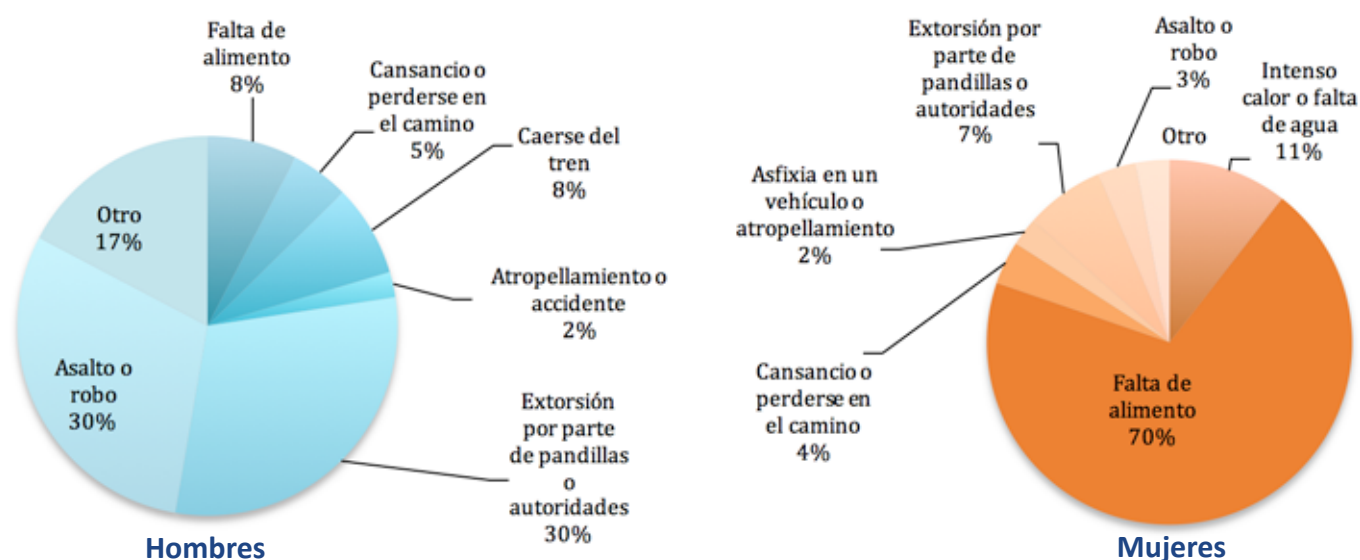 Falta de
alimento
8%
Cansancio o
perderse en
el camino
5%
Caerse del
tren
8%
Atropellamiento o
accidente
2%
Extorsión
por parte
de pandillas
o
autoridades
30%
Asalto o
robo
30%
Otro
17%
Hombres
Extorsión por
parte de
pandillas o
autoridades
7%
Asalto o
robo
3%
Otro
Intenso
calor o falta
de agua
11%
Asfixia en un
vehículo o
atropellamiento
2%
Cansancio o
perderse en
el camino
4%
Falta de
alimento
70%
Mujeres